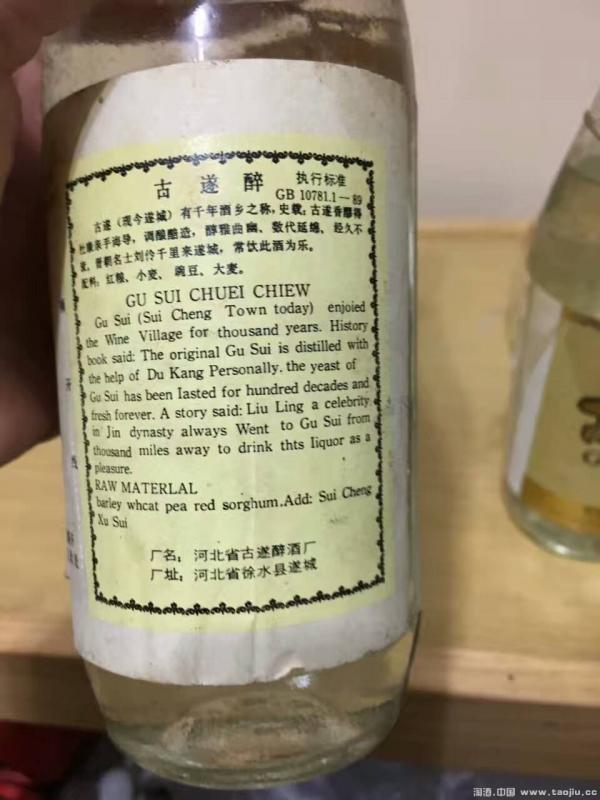 古遂醉
执行标准
GB 10781.1—89
古遂（现今遂城）有千年酒乡之称，史载：古遂香醪得
杜康亲手诲导，调酿醅造，醇雅曲幽、数代延绵、经久不
衰。晋朝名士刘伶千里来遂城，常饮此酒为乐。
配料：红粮、小麦、豌豆、大麦。
GU SUI CHUEI CHIEW
Gu Sui (Sui Cheng Town today) enjoied
the Wine Village for thousand years. History
book said: The original Gu Sui is distilled with
the help of Du Kang Personally. the yeast of
Gu Sui has been Iasted for hundred decades and
fresh forever. A story said: Liu Ling a celebrity
in Jin dynasty always Went to Gu Sui from
thousand miles away to drink thts liquor as a
pleasure.
RAW MATERLAL
barley whcat pea red sorghum.Add: Sui Cheng
Xu Sui
厂名：河北省古遂醉酒厂
厂址：河北省徐水县遂城
淘酒.中国 www.taojiu.cc